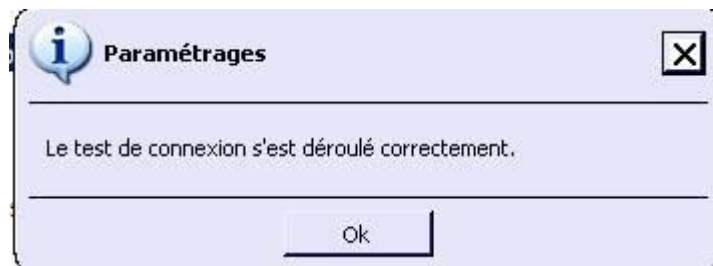 Paramétrages
Le test de connexion s'est déroulé correctement.
Ok